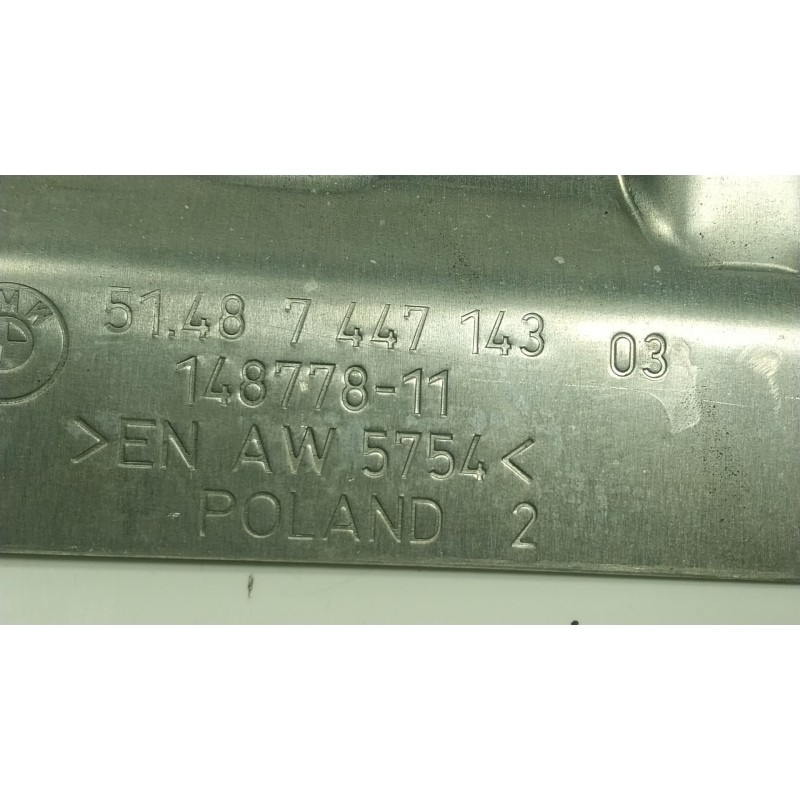 51.48 7 447 143 03
148778-11
>EN AW 5754<
POLAND 2